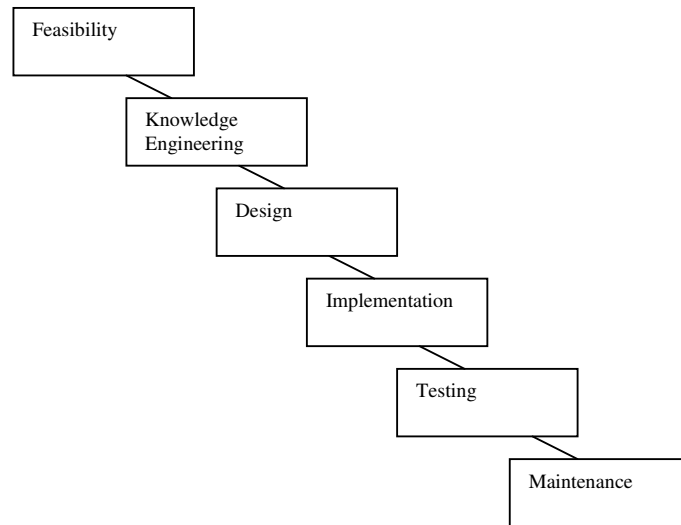 Feasibility
Knowledge
Engineering
Design
Implementation
Testing
Maintenance